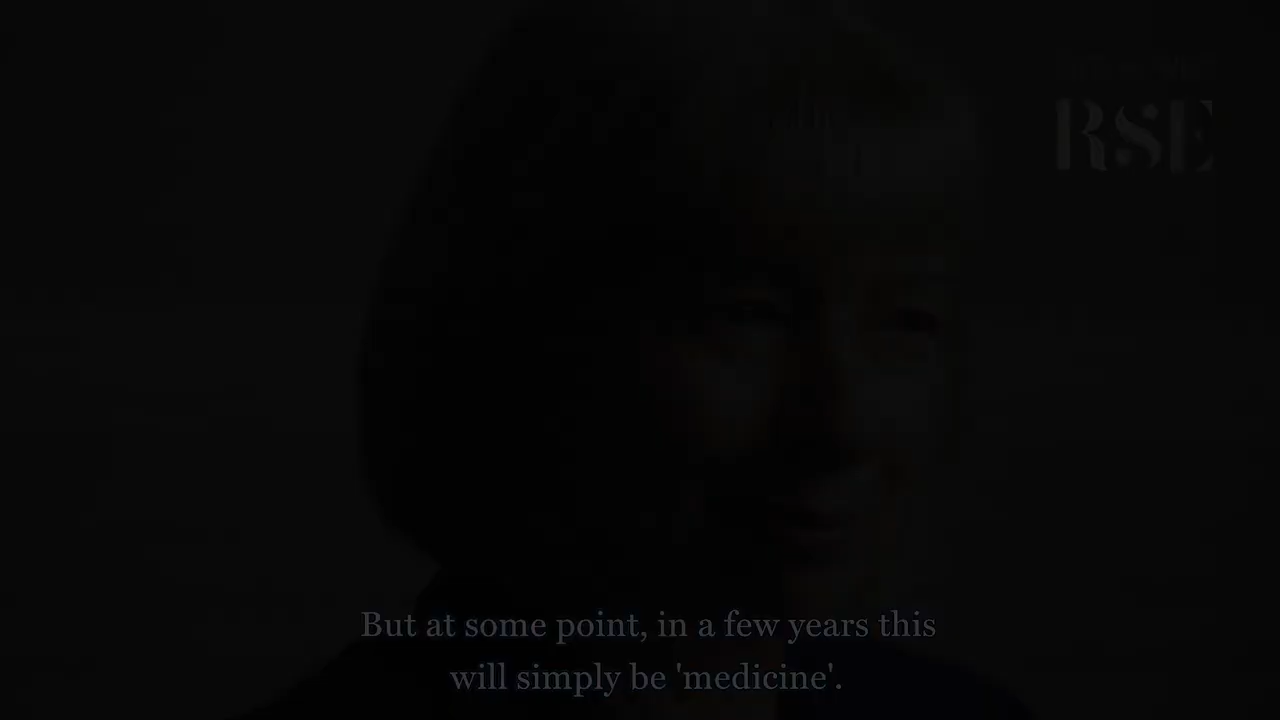 RSE
But at some point, in a few years this
will simply be 'medicine'.